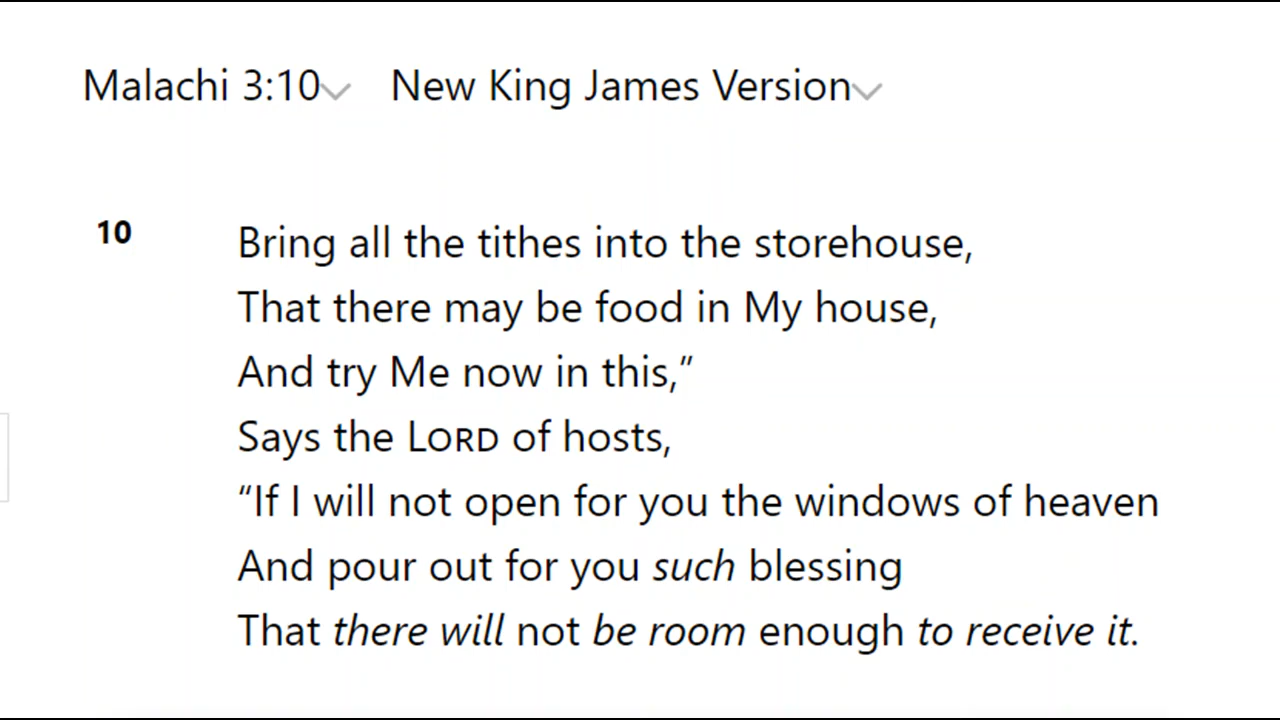 Malachi 3:10 New King James Version
10 Bring all the tithes into the storehouse,
That there may be food in My house,
And try Me now in this,”
Says the LORD of hosts,
“If I will not open for you the windows of heaven
And pour out for you such blessing
That there will not be room enough to receive it.